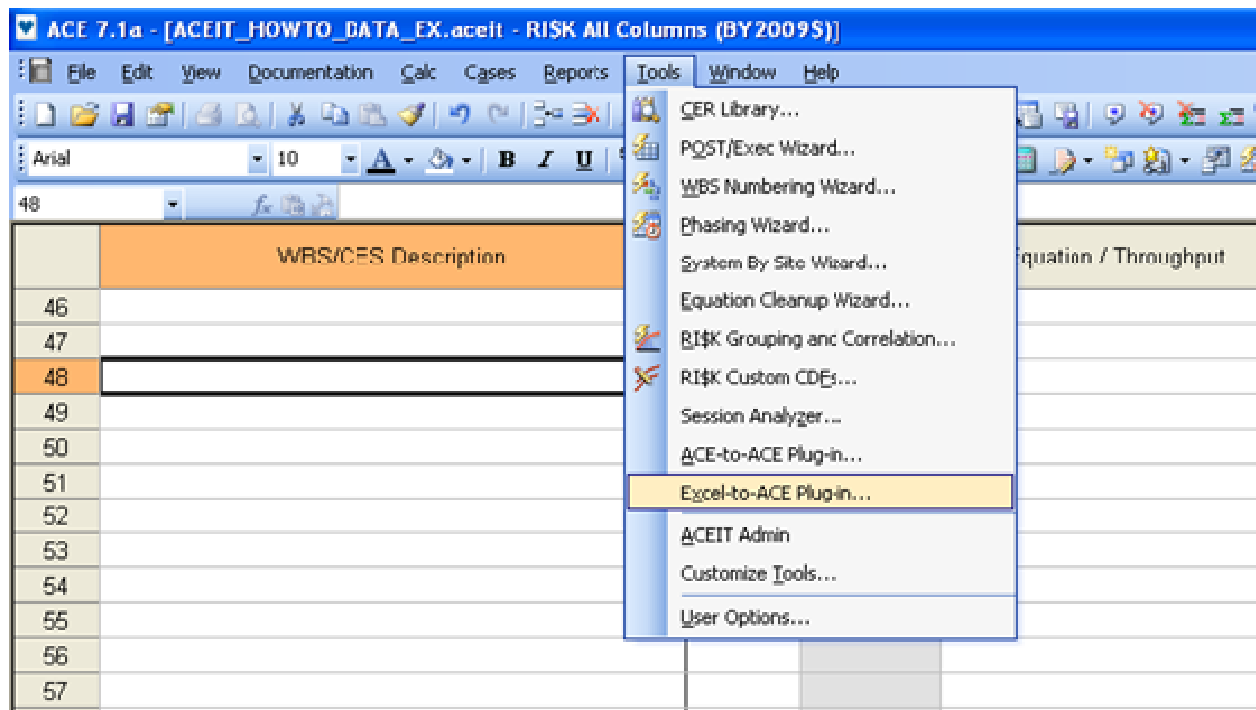 ACE 7.1a - [ACEIT_HOWTO_DATA_EX.aceit - RI$K All Columns (BY2009$)]
File Edit View Documentation Calc Cases Reports Tools Window Help
Arial 10 A B I U
48 fx
WBS/CES Description Equation / Throughput
CER Library...
POST/Exec Wizard...
WBS Numbering Wizard...
Phasing Wizard...
System By Site Wizard...
Equation Cleanup Wizard...
RI$K Grouping and Correlation...
RI$K Custom CDFs...
Session Analyzer...
ACE-to-ACE Plug-in...
Excel-to-ACE Plug-in...
ACEIT Admin
Customize Tools...
User Options...
46
47
48
49
50
51
52
53
54
55
56
57